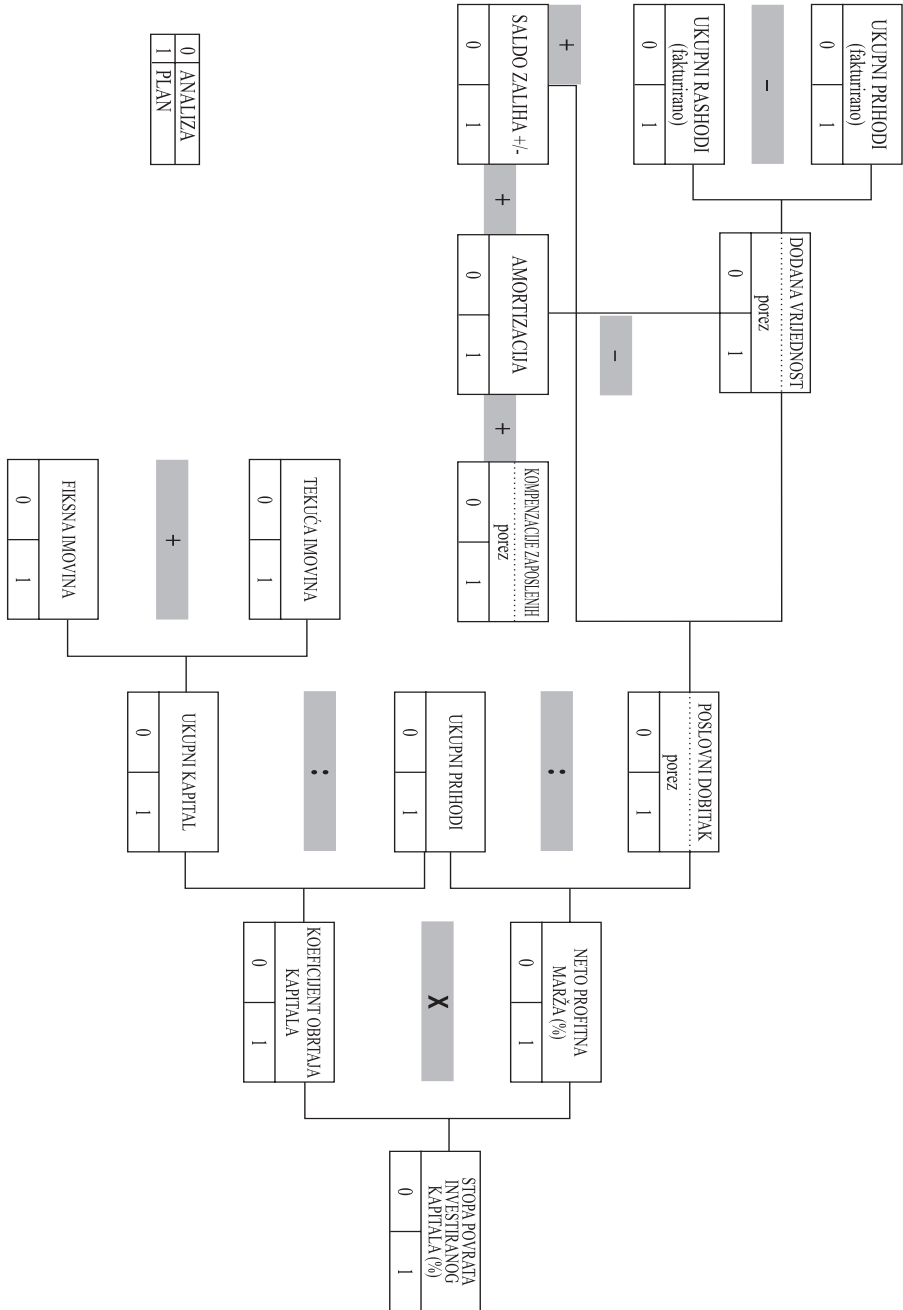 UKUPNI PRIHODI
(fakturirano)
0 1
-
UKUPNI RASHODI
(fakturirano)
0 1
+
SALDO ZALIHA +/-
0 1
0 ANALIZA
1 PLAN
DODANA VRIJEDNOST
porez
0 1
-
+
AMORTIZACIJA
0 1
+
KOMPENZACIJE ZAPOSLENIH
porez
0 1
TEKUĆA IMOVINA
0 1
+
FIKSNA IMOVINA
0 1
POSLOVNI DOBITAK
porez
0 1
:
UKUPNI PRIHODI
0 1
:
UKUPNI KAPITAL
0 1
NETO PROFITNA
MARŽA (%)
0 1
X
KOEFICIJENT OBRTAJA
KAPITALA
0 1
STOPA POVRATA
INVESTIRANOG
KAPITALA (%)
0 1